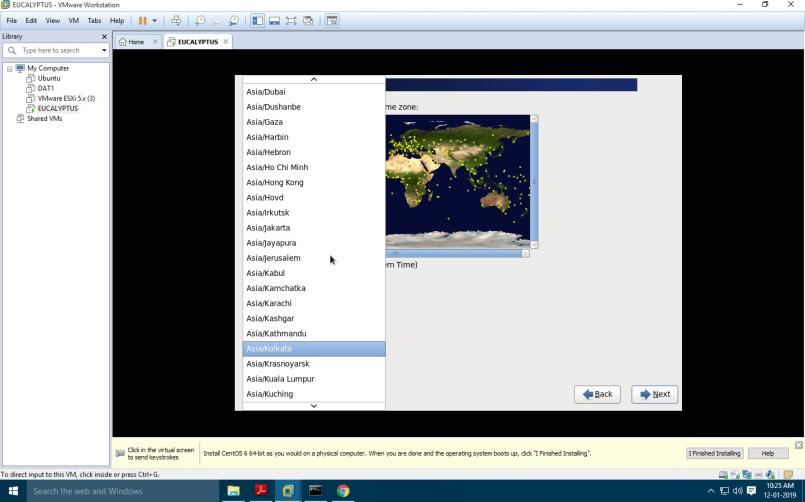 EUCALYPTUS - VMware Workstation
File Edit View VM Tabs Help
Library
Type here to search
My Computer
Ubuntu
DAT1
VMware ESXi 5.x (3)
EUCALYPTUS
Shared VMs
Home
EUCALYPTUS
me zone:
Asia/Dubai
Asia/Dushanbe
Asia/Gaza
Asia/Harbin
Asia/Hebron
Asia/Ho Chi Minh
Asia/Hong Kong
Asia/Hovd
Asia/Irkutsk
Asia/Jakarta
Asia/Jayapura
Asia/Jerusalem
Asia/Kabul
Asia/Kamchatka
Asia/Karachi
Asia/Kashgar
Asia/Kathmandu
Asia/Kolkata
Asia/Krasnoyarsk
Asia/Kuala Lumpur
Asia/Kuching
ern Time)
Back
Next
Click in the virtual screen
to send keystrokes
Install CentOS 6 64-bit as you would on a physical computer. When you are done and the operating system boots up, click "I Finished Installing".
I Finished Installing
Help
To direct input to this VM, click inside or press Ctrl+G.
Search the web and Windows
10:25 AM
12-01-2019